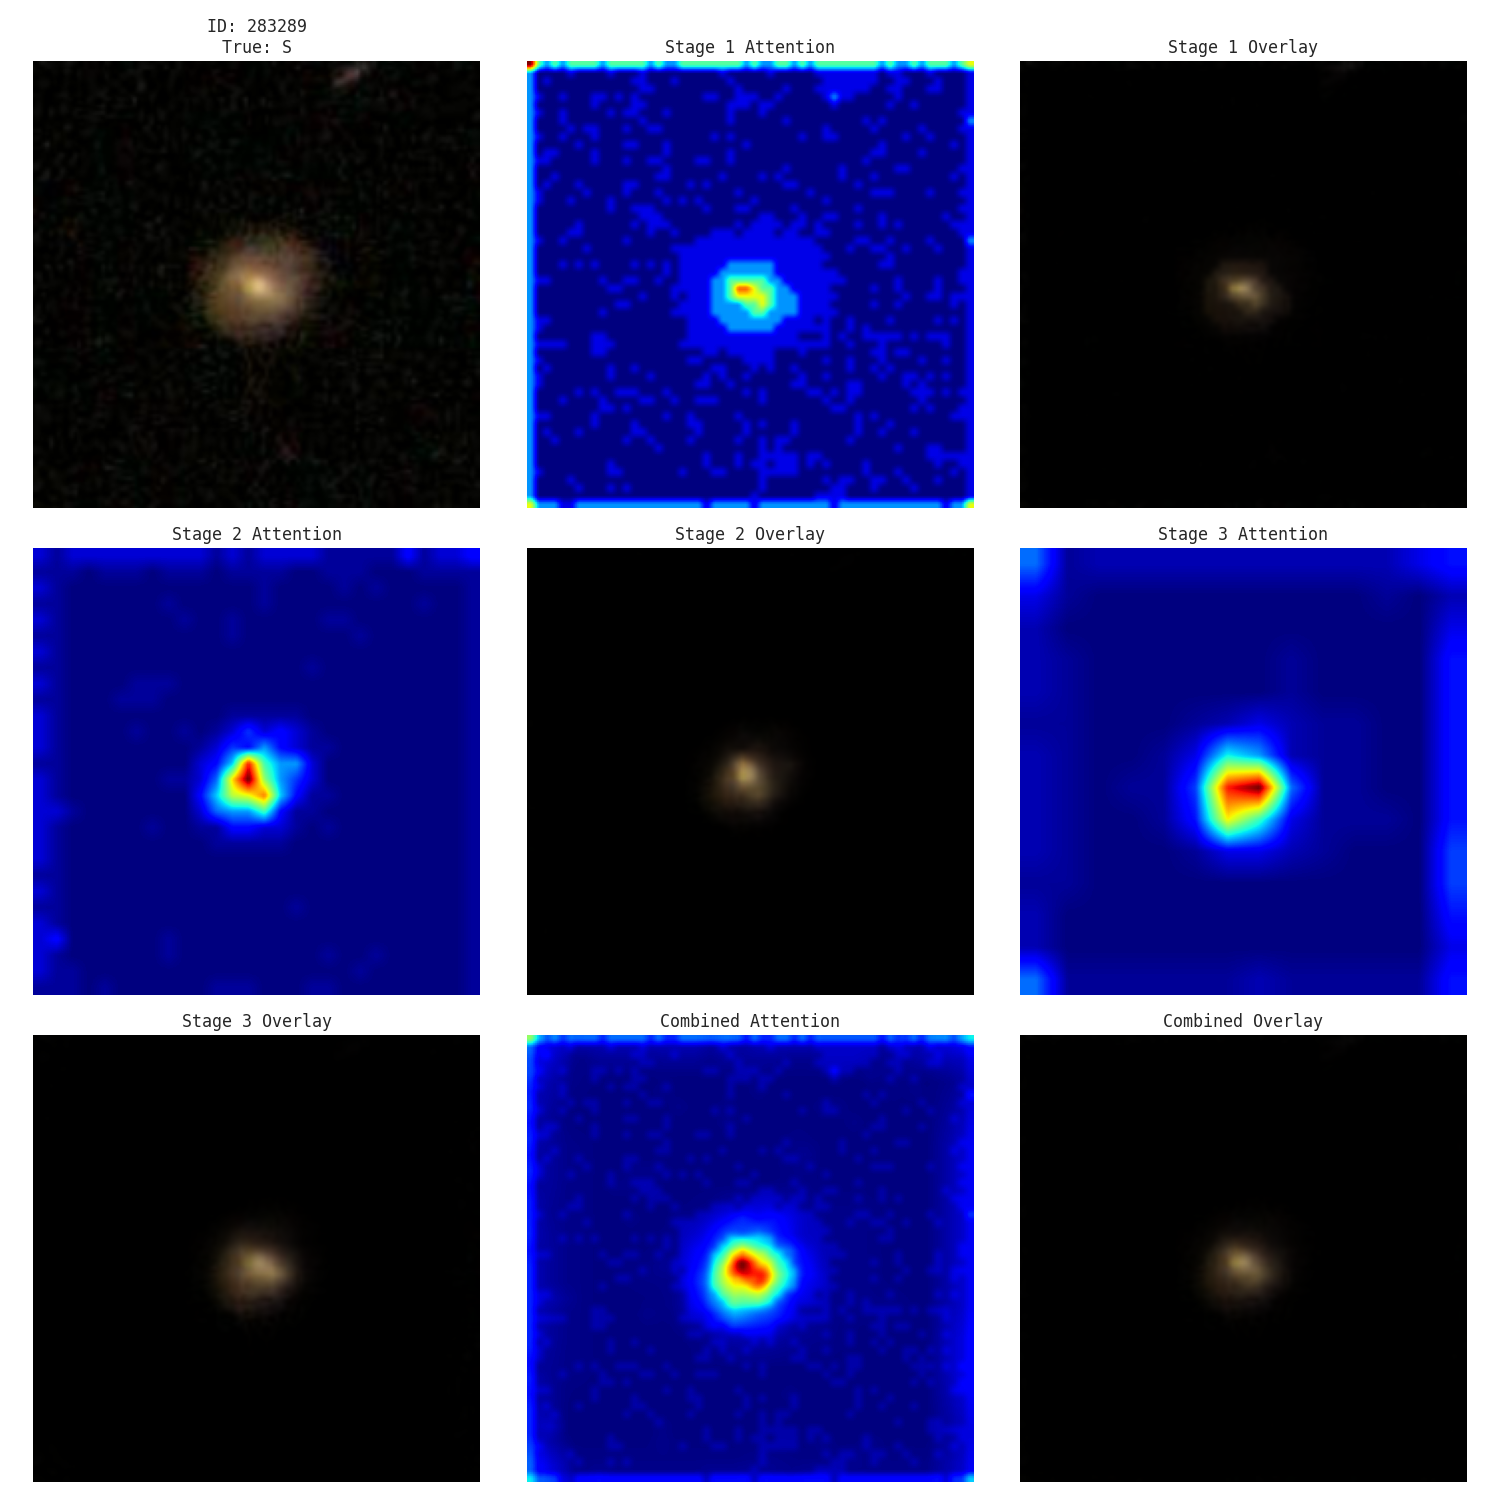 ID: 283289
True: S
Stage 1 Attention
Stage 1 Overlay
Stage 2 Attention
Stage 2 Overlay
Stage 3 Attention
Stage 3 Overlay
Combined Attention
Combined Overlay